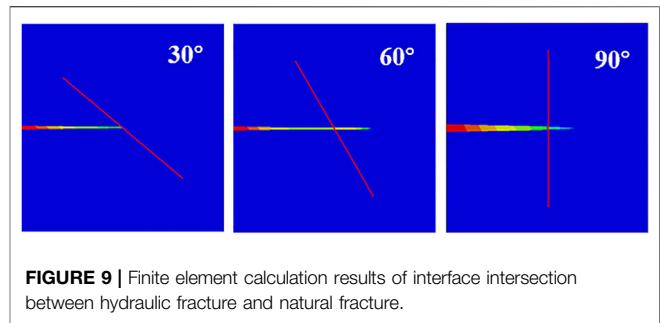 30°
60°
90°
FIGURE 9 | Finite element calculation results of interface intersection
between hydraulic fracture and natural fracture.